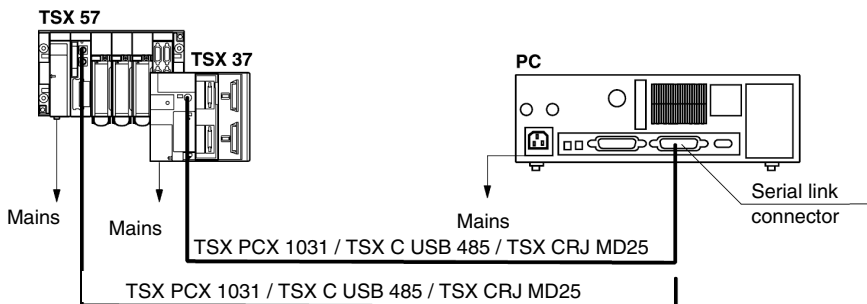 TSX 57
TSX 37
PC
Mains
Mains
Mains
Serial link
connector
TSX PCX 1031 / TSX C USB 485 / TSX CRJ MD25
TSX PCX 1031 / TSX C USB 485 / TSX CRJ MD25